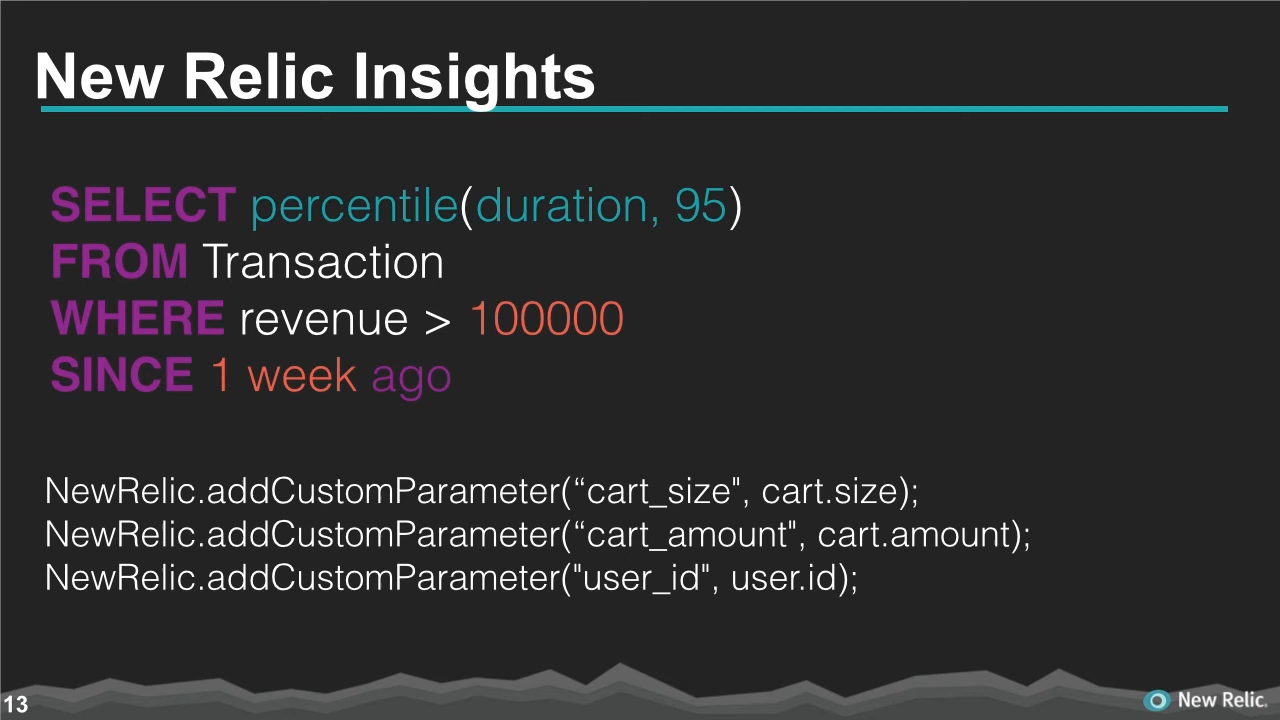 New Relic Insights
SELECT percentile(duration, 95)
FROM Transaction
WHERE revenue > 100000
SINCE 1 week ago
NewRelic.addCustomParameter(“cart_size", cart.size);
NewRelic.addCustomParameter(“cart_amount", cart.amount);
NewRelic.addCustomParameter("user_id", user.id);
13
New Relic.